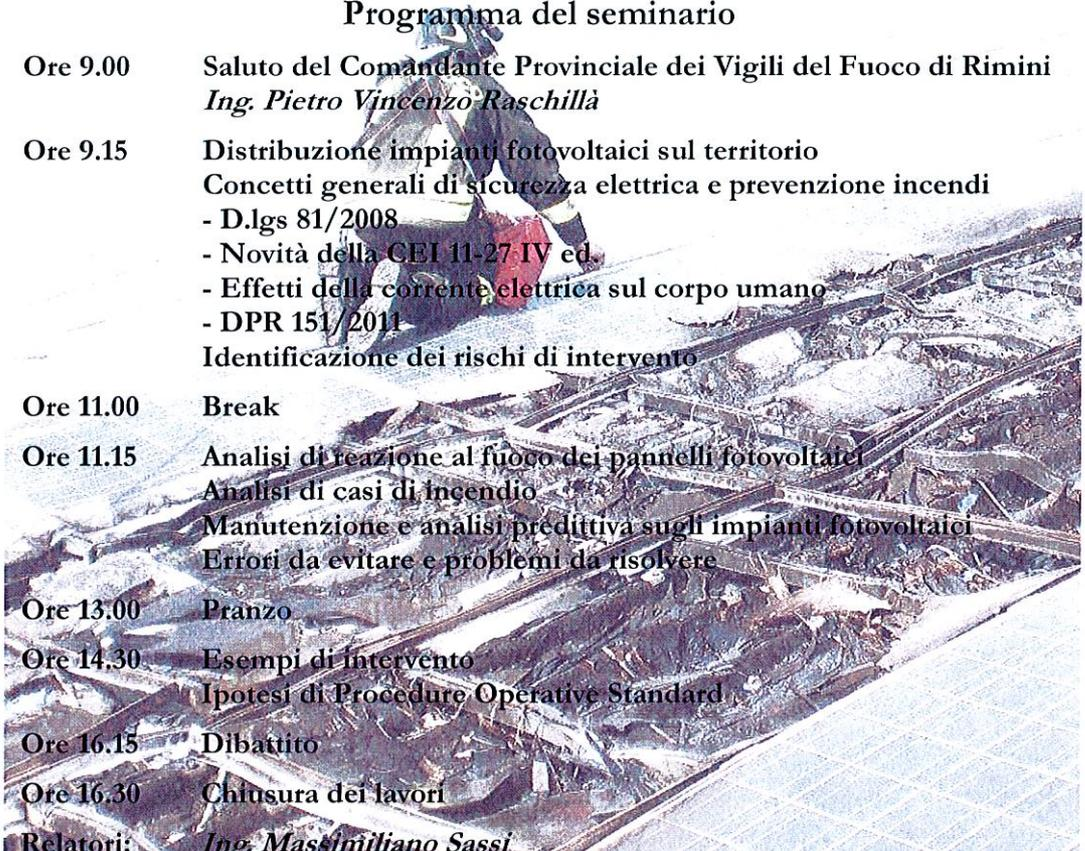 Programma del seminario
Ore 9.00 Saluto del Comandante Provinciale dei Vigili del Fuoco di Rimini
Ing. Pietro Vincenzo Raschillà
Ore 9.15 Distribuzione impianti fotovoltaici sul territorio
Concetti generali di sicurezza elettrica e prevenzione incendi
- D.lgs 81/2008
- Novità della CEI 11-27 IV ed.
- Effetti della corrente elettrica sul corpo umano
- DPR 151/2011
Identificazione dei rischi di intervento
Ore 11.00 Break
Ore 11.15 Analisi di reazione al fuoco dei pannelli fotovoltaici
Analisi di casi di incendio
Manutenzione e analisi predittiva sugli impianti fotovoltaici
Errori da evitare e problemi da risolvere
Ore 13.00 Pranzo
Ore 14.30 Esempi di intervento
Ipotesi di Procedure Operative Standard
Ore 16.15 Dibattito
Ore 16.30 Chiusura dei lavori
Relatori: Ing. Massimiliano Sassi